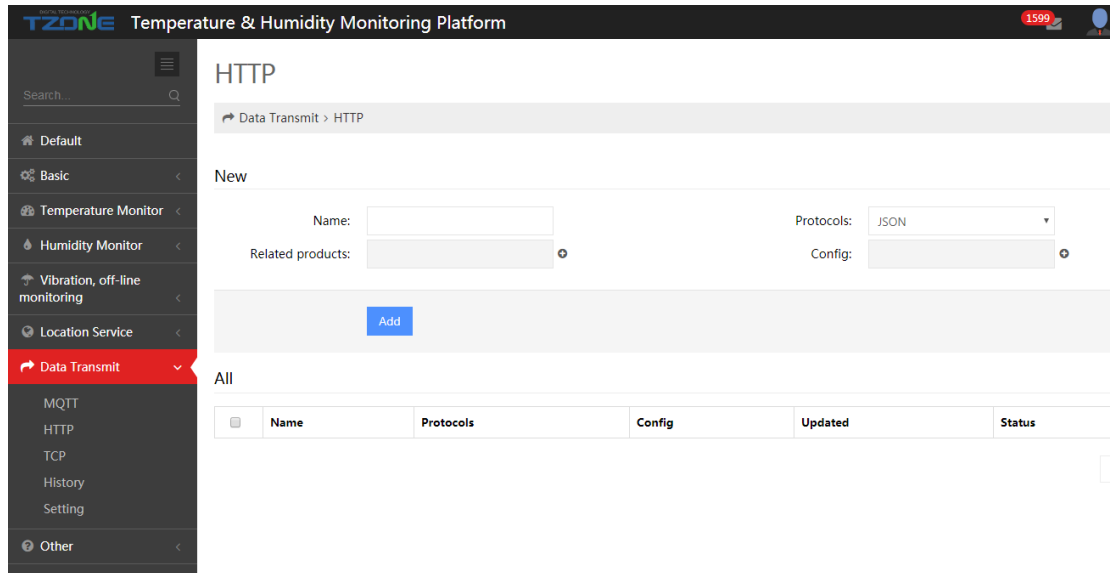 DIGITAL TECHNOLOGY
TZONE
Temperature & Humidity Monitoring Platform
1599
Search...
Default
Basic
Temperature Monitor
Humidity Monitor
Vibration, off-line
monitoring
Location Service
Data Transmit
MQTT
HTTP
TCP
History
Setting
Other
HTTP
Data Transmit > HTTP
New
Name:
Protocols: JSON
Related products:
Config:
Add
All
Name Protocols Config Updated Status